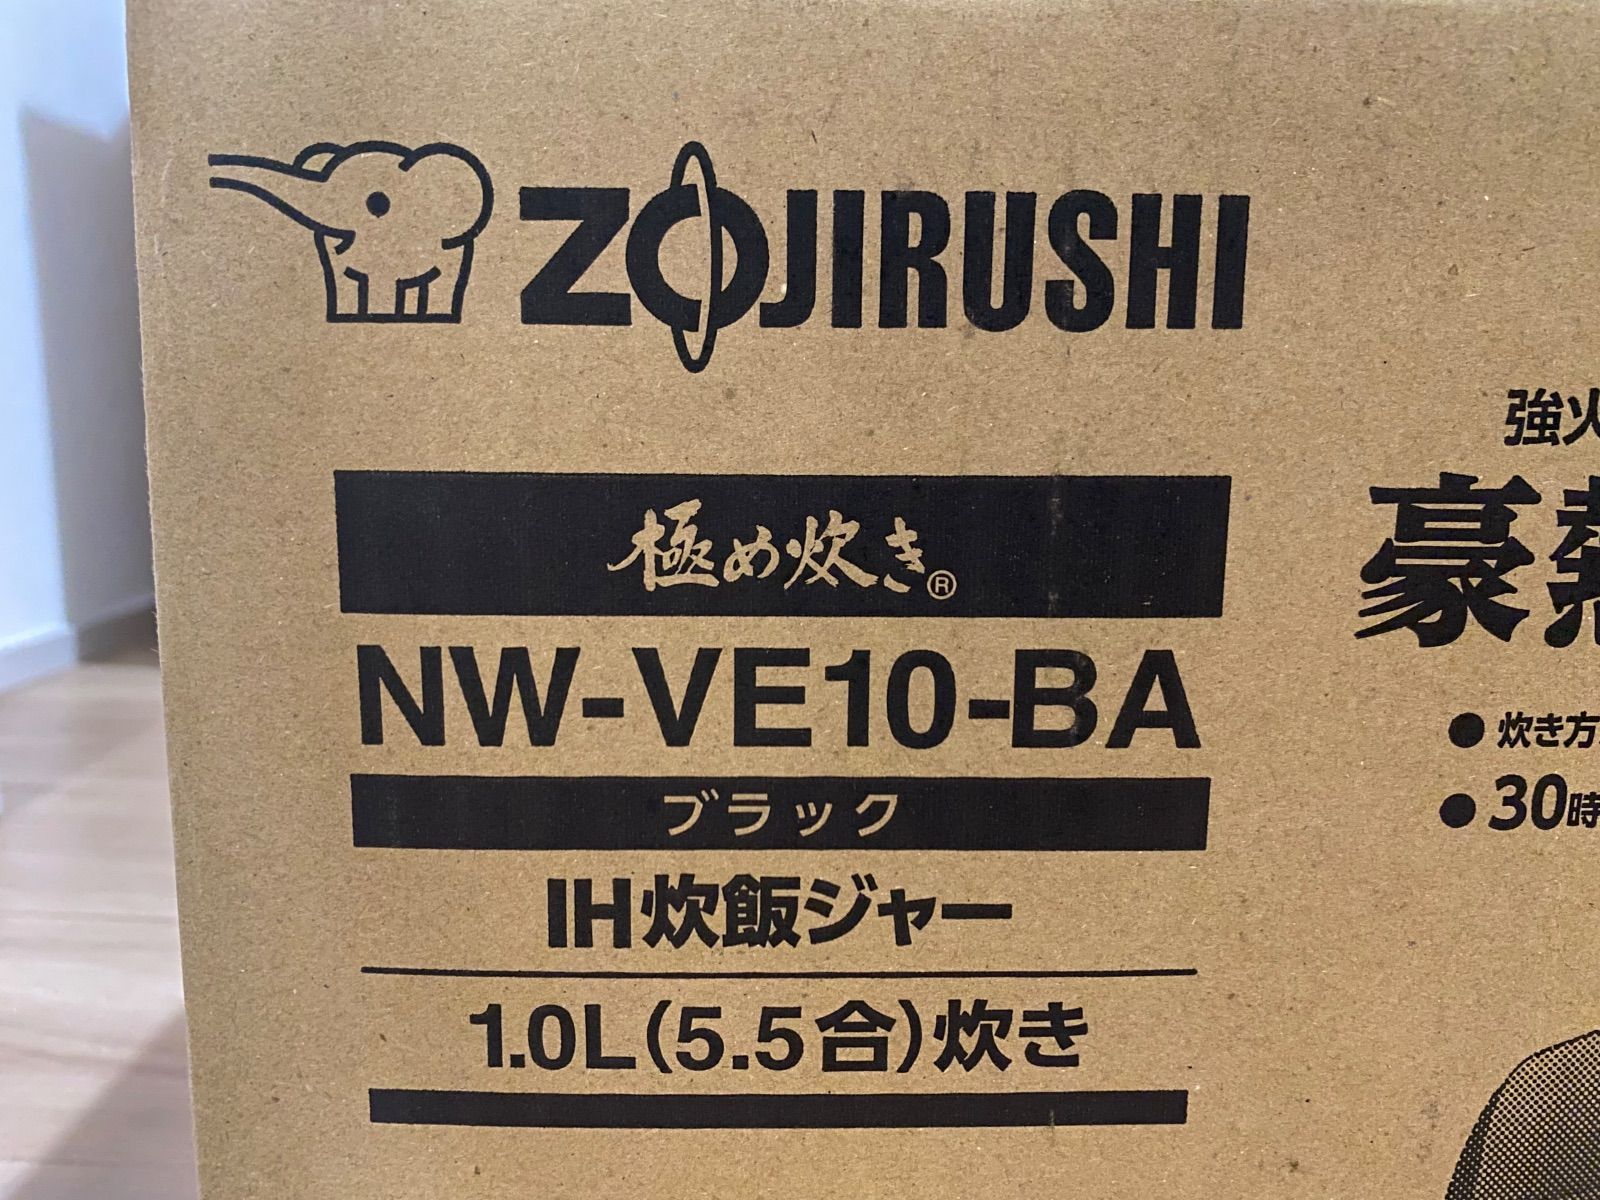 ZOJIRUSHI
極め炊き®
NW-VE10-BA
ブラック
IH炊飯ジャー
1.0L(5.5合)炊き
強火
豪熱
● 炊き方
● 30時